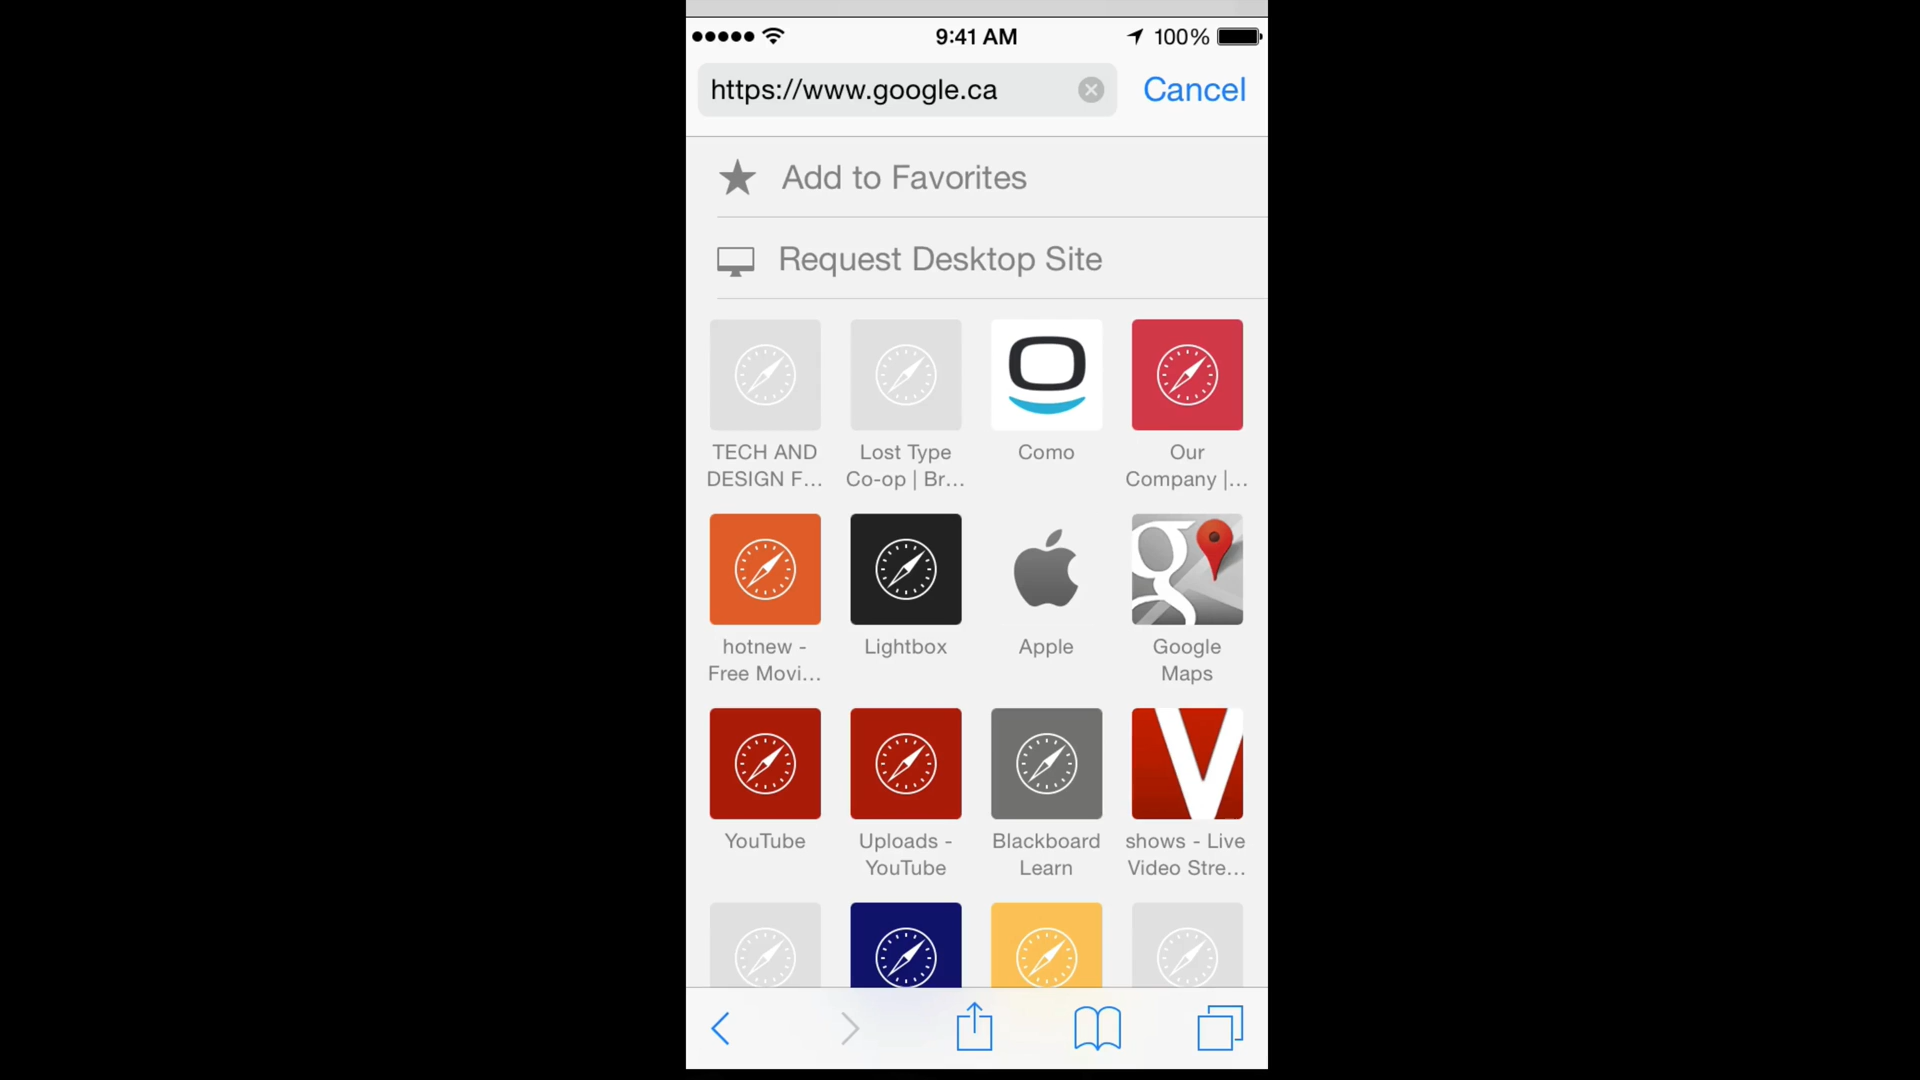 9:41 AM
100%
https://www.google.ca
Cancel
Add to Favorites
Request Desktop Site
TECH AND
DESIGN F...
Lost Type
Co-op | Br...
Como
Our
Company |...
hotnew -
Free Movi...
Lightbox
Apple
Google
Maps
YouTube
Uploads -
YouTube
Blackboard
Learn
shows - Live
Video Stre...